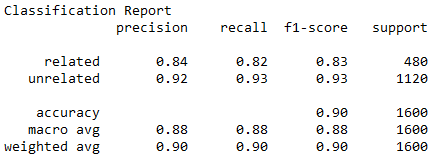 Classification Report
precision recall f1-score support
related 0.84 0.82 0.83 480
unrelated 0.92 0.93 0.93 1120
accuracy 0.90 1600
macro avg 0.88 0.88 0.88 1600
weighted avg 0.90 0.90 0.90 1600